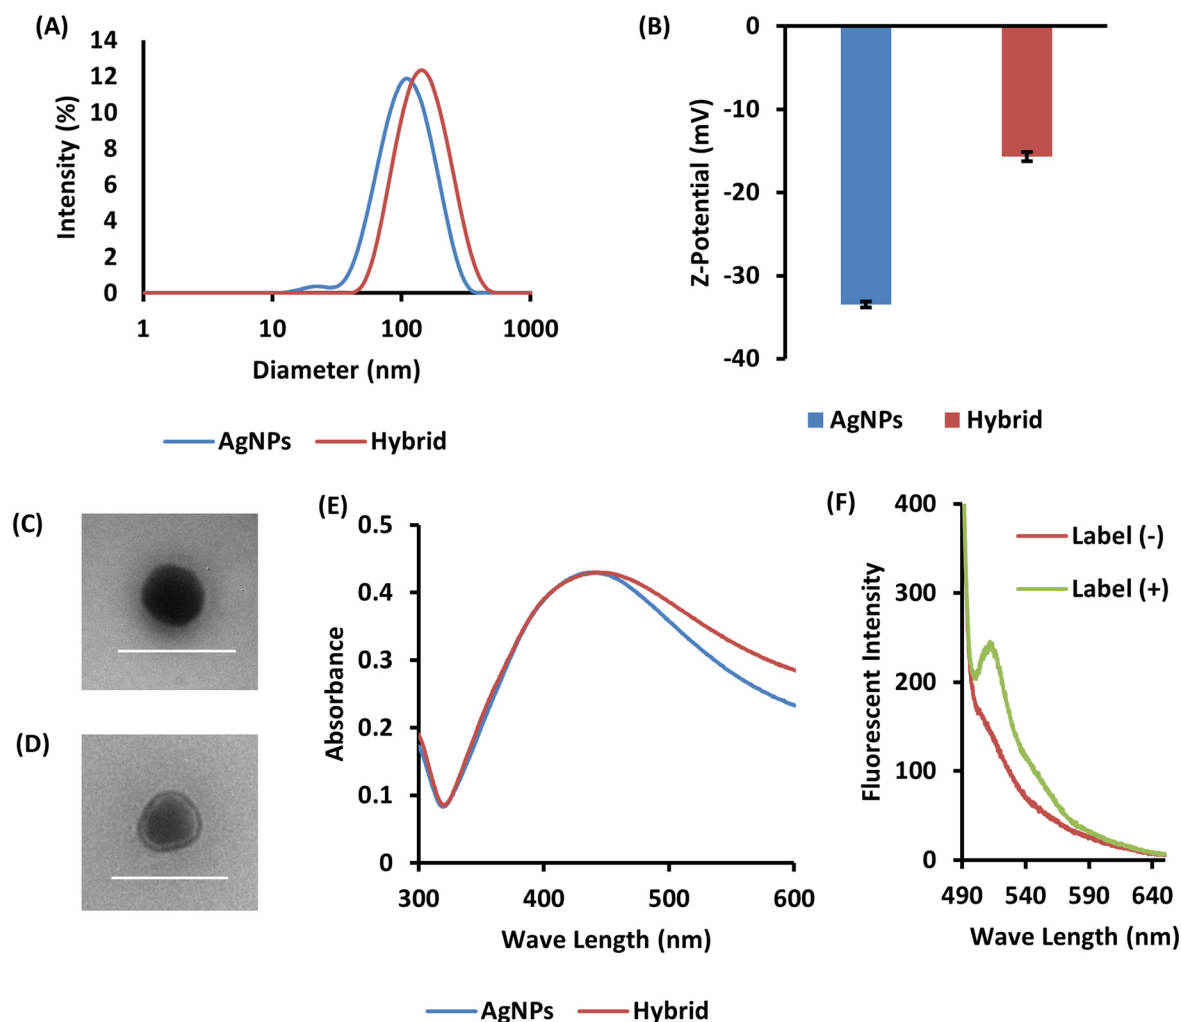 (A)
14
12
10
8
6
4
2
0
Intensity (%)
1 10 100 1000
Diameter (nm)
AgNPs Hybrid
(B)
0
-10
-20
-30
-40
Z-Potential (mV)
AgNPs Hybrid
(C)
(D)
(E)
0.5
0.4
0.3
0.2
0.1
0
Absorbance
300 400 500 600
Wave Length (nm)
AgNPs Hybrid
(F)
400
300
200
100
0
Fluorescent Intensity
Label (-)
Label (+)
490 540 590 640
Wave Length (nm)